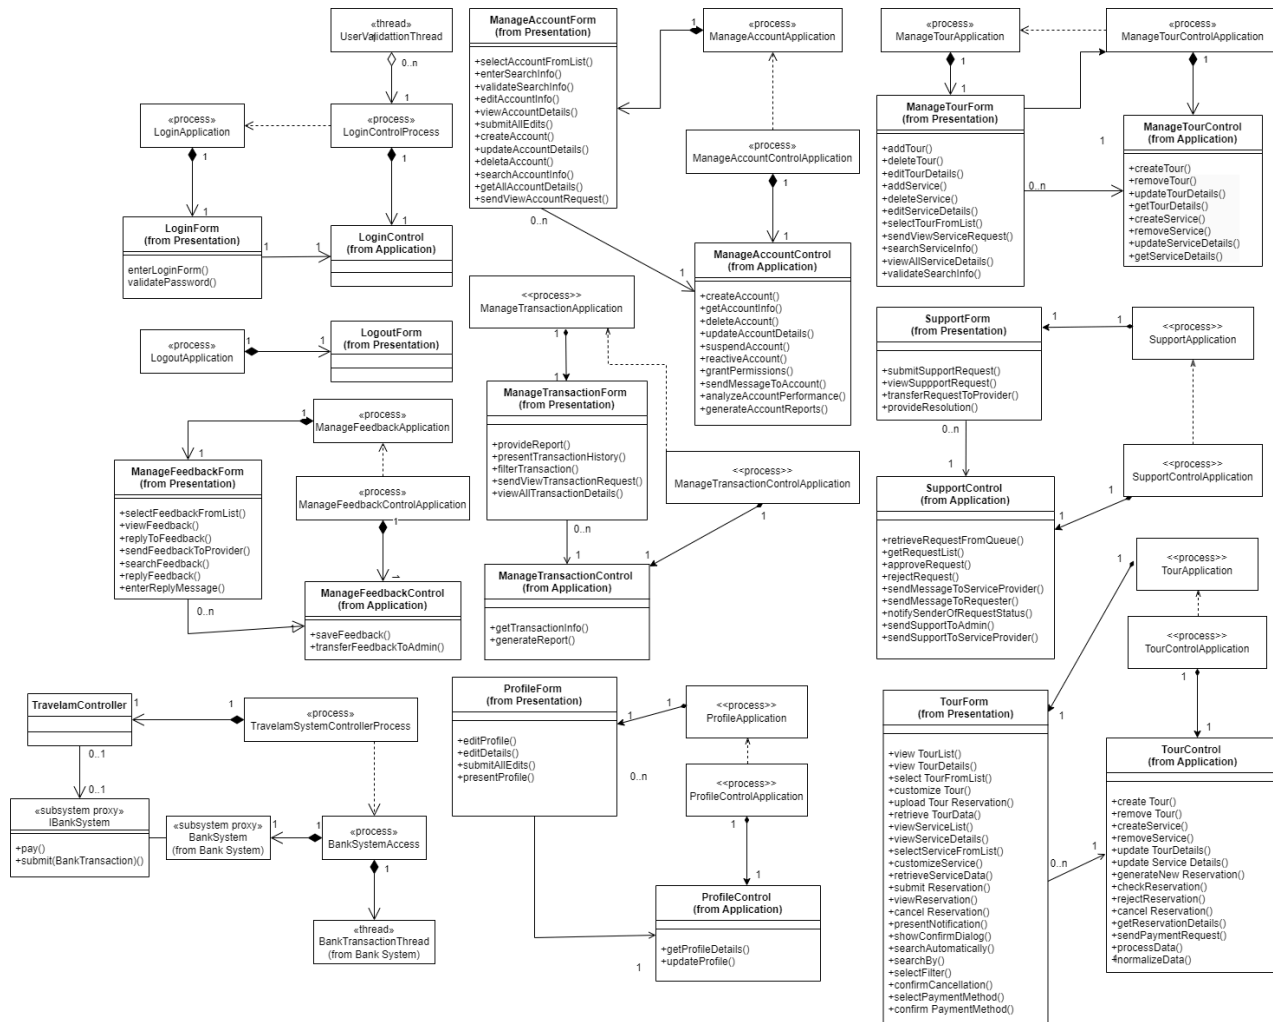 «thread»
UserValidattionThread
0..n
1
«process»
LoginApplication
1
«process»
LoginControlProcess
1
1
LoginForm
(from Presentation)
enterLoginForm()
validatePassword()
1
1
1
LoginControl
(from Application)
«process»
LogoutApplication
1
1
LogoutForm
(from Presentation)
ManageAccountForm
(from Presentation)
+selectAccountFromList()
+enterSearchInfo()
+validateSearchInfo()
+editAccountInfo()
+viewAccountDetails()
+submitAllEdits()
+createAccount()
+updateAccountDetails()
+deletaAccount()
+searchAccountInfo()
+getAllAccountDetails()
+sendViewAccountRequest()
1
1
0..n
1
«process»
ManageAccountApplication
«process»
ManageAccountControlApplication
1
1
ManageAccountControl
(from Application)
+createAccount()
+getAccountInfo()
+deleteAccount()
+updateAccountDetails()
+suspendAccount()
+reactiveAccount()
+grantPermissions()
+sendMessageToAccount()
+analyzeAccountPerformance()
+generateAccountReports()
«process»
ManageTourApplication
1
1
«process»
ManageTourControlApplication
1
1
ManageTourForm
(from Presentation)
+addTour()
+deleteTour()
+editTourDetails()
+addService()
+deleteService()
+editServiceDetails()
+selectTourFromList()
+sendViewServiceRequest()
+searchServiceInfo()
+viewAllServiceDetails()
+validateSearchInfo()
0..n
1
ManageTourControl
(from Application)
+createTour()
+removeTour()
+updateTourDetails()
+getTourDetails()
+createService()
+removeService()
+updateServiceDetails()
+getServiceDetails()
<<process>>
ManageTransactionApplication
1
1
ManageTransactionForm
(from Presentation)
+provideReport()
+presentTransactionHistory()
+filterTransaction()
+sendViewTransactionRequest()
+viewAllTransactionDetails()
0..n
1
<<process>>
ManageTransactionControlApplication
1
1
ManageTransactionControl
(from Application)
+getTransactionInfo()
+generateReport()
«process»
ManageFeedbackApplication
1
1
ManageFeedbackForm
(from Presentation)
+selectFeedbackFromList()
+viewFeedback()
+replyToFeedback()
+sendFeedbackToProvider()
+searchFeedback()
+replyFeedback()
+enterReplyMessage()
0..n
1
«process»
ManageFeedbackControlApplication
1
1
ManageFeedbackControl
(from Application)
+saveFeedback()
+transferFeedbackToAdmin()
SupportForm
(from Presentation)
+submitSupportRequest()
+viewSuppportRequest()
+transferRequestToProvider()
+provideResolution()
1
1
<<process>>
SupportApplication
0..n
1
<<process>>
SupportControlApplication
1
1
SupportControl
(from Application)
+retrieveRequestFromQueue()
+getRequestList()
+approveRequest()
+rejectRequest()
+sendMessageToServiceProvider()
+sendMessageToRequester()
+notifySenderOfRequestStatus()
+sendSupportToAdmin()
+sendSupportToServiceProvider()
1
<<process>>
TourApplication
<<process>>
TourControlApplication
1
1
1
TourForm
(from Presentation)
+view TourList()
+view TourDetails()
+select TourFromList()
+customize Tour()
+upload Tour Reservation()
+retrieve TourData()
+viewServiceList()
+viewServiceDetails()
+selectServiceFromList()
+customizeService()
+retrieveServiceData()
+submit Reservation()
+viewReservation()
+cancel Reservation()
+presentNotification()
+showConfirmDialog()
+searchAutomatically()
+searchBy()
+selectFilter()
+confirmCancellation()
+selectPaymentMethod()
+confirm PaymentMethod()
0..n
1
TourControl
(from Application)
+create Tour()
+remove Tour()
+createService()
+removeService()
+update TourDetails()
+update Service Details()
+generateNew Reservation()
+checkReservation()
+rejectReservation()
+cancel Reservation()
+getReservationDetails()
+sendPaymentRequest()
+processData()
+normalizeData()
TravelamController
1
1
«process»
TravelamSystemControllerProcess
0..1
0..1
«subsystem proxy»
IBankSystem
+pay()
+submit(BankTransaction)()
«subsystem proxy»
BankSystem
(from Bank System)
1
1
«process»
BankSystemAccess
1
1
«thread»
BankTransactionThread
(from Bank System)
ProfileForm
(from Presentation)
+editProfile()
+editDetails()
+submitAllEdits()
+presentProfile()
1
1
<<process>>
ProfileApplication
0..n
<<process>>
ProfileControlApplication
1
1
ProfileControl
(from Application)
+getProfileDetails()
+updateProfile()
1